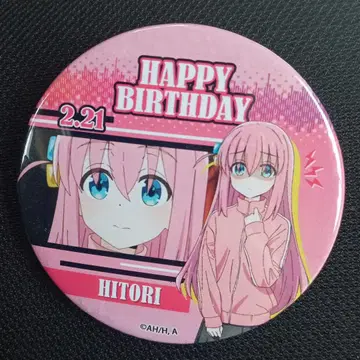 HAPPY
BIRTHDAY
2.21
HITORI
©AH/H, A